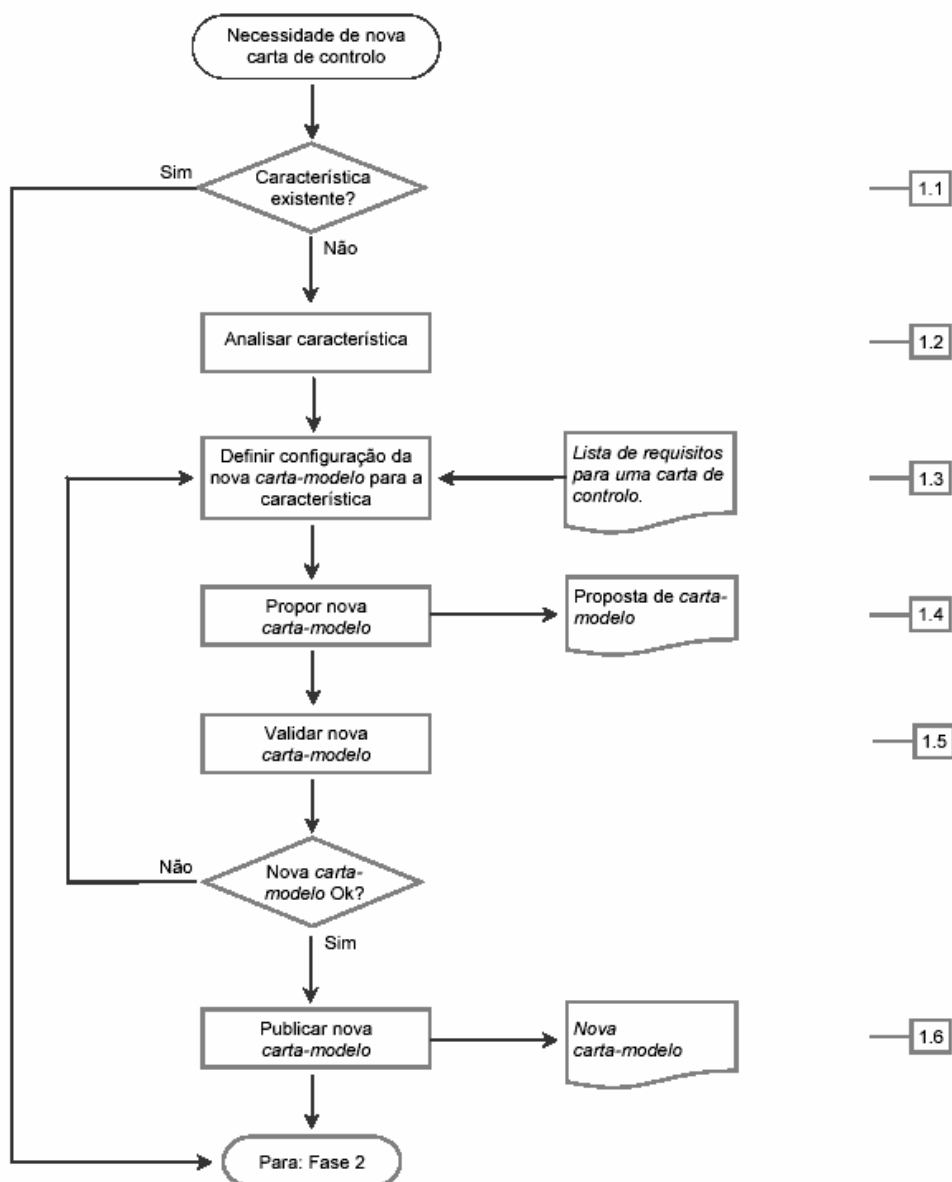 Necessidade de nova
carta de controlo
Sim
Característica
existente?
1.1
Não
Analisar característica
1.2
Definir configuração da
nova carta-modelo para a
característica
Lista de requisitos
para uma carta de
controlo.
1.3
Propor nova
carta-modelo
Proposta de carta-
modelo
1.4
Validar nova
carta-modelo
1.5
Não
Nova carta-
modelo Ok?
Sim
Publicar nova
carta-modelo
Nova
carta-modelo
1.6
Para: Fase 2